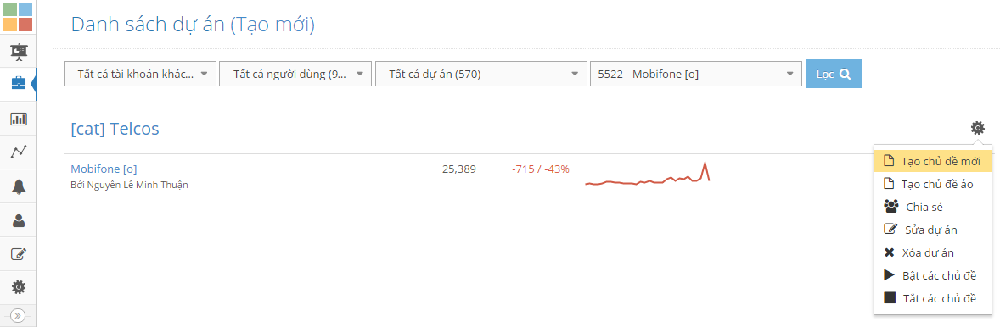 Danh sách dự án (Tạo mới)
- Tất cả tài khoản khác...
- Tất cả người dùng (9...
- Tất cả dự án (570) -
5522 - Mobifone [o]
Lọc
[cat] Telcos
Mobifone [o]
25,389
-715 / -43%
Bởi Nguyễn Lê Minh Thuận
Tạo chủ đề mới
Tạo chủ đề ảo
Chia sẻ
Sửa dự án
Xóa dự án
Bật các chủ đề
Tắt các chủ đề